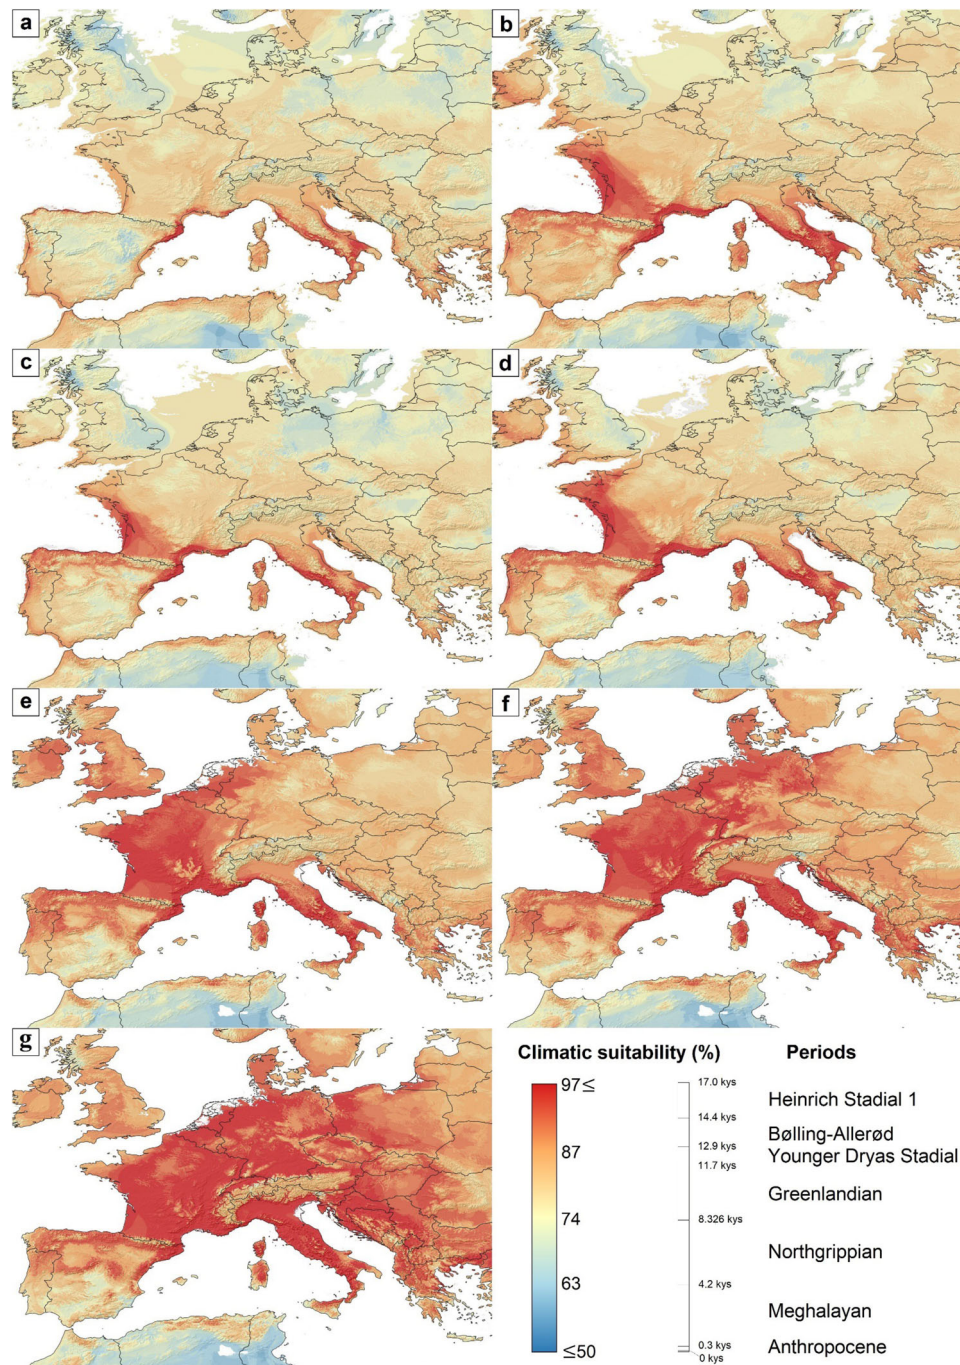 a
b
c
d
e
f
g
Climatic suitability (%)
97≤
87
74
63
≤50
Periods
17.0 kys
14.4 kys
12.9 kys
11.7 kys
8.326 kys
4.2 kys
0.3 kys
0 kys
Heinrich Stadial 1
Bølling-Allerød
Younger Dryas Stadial
Greenlandian
Northgrippian
Meghalayan
Anthropocene